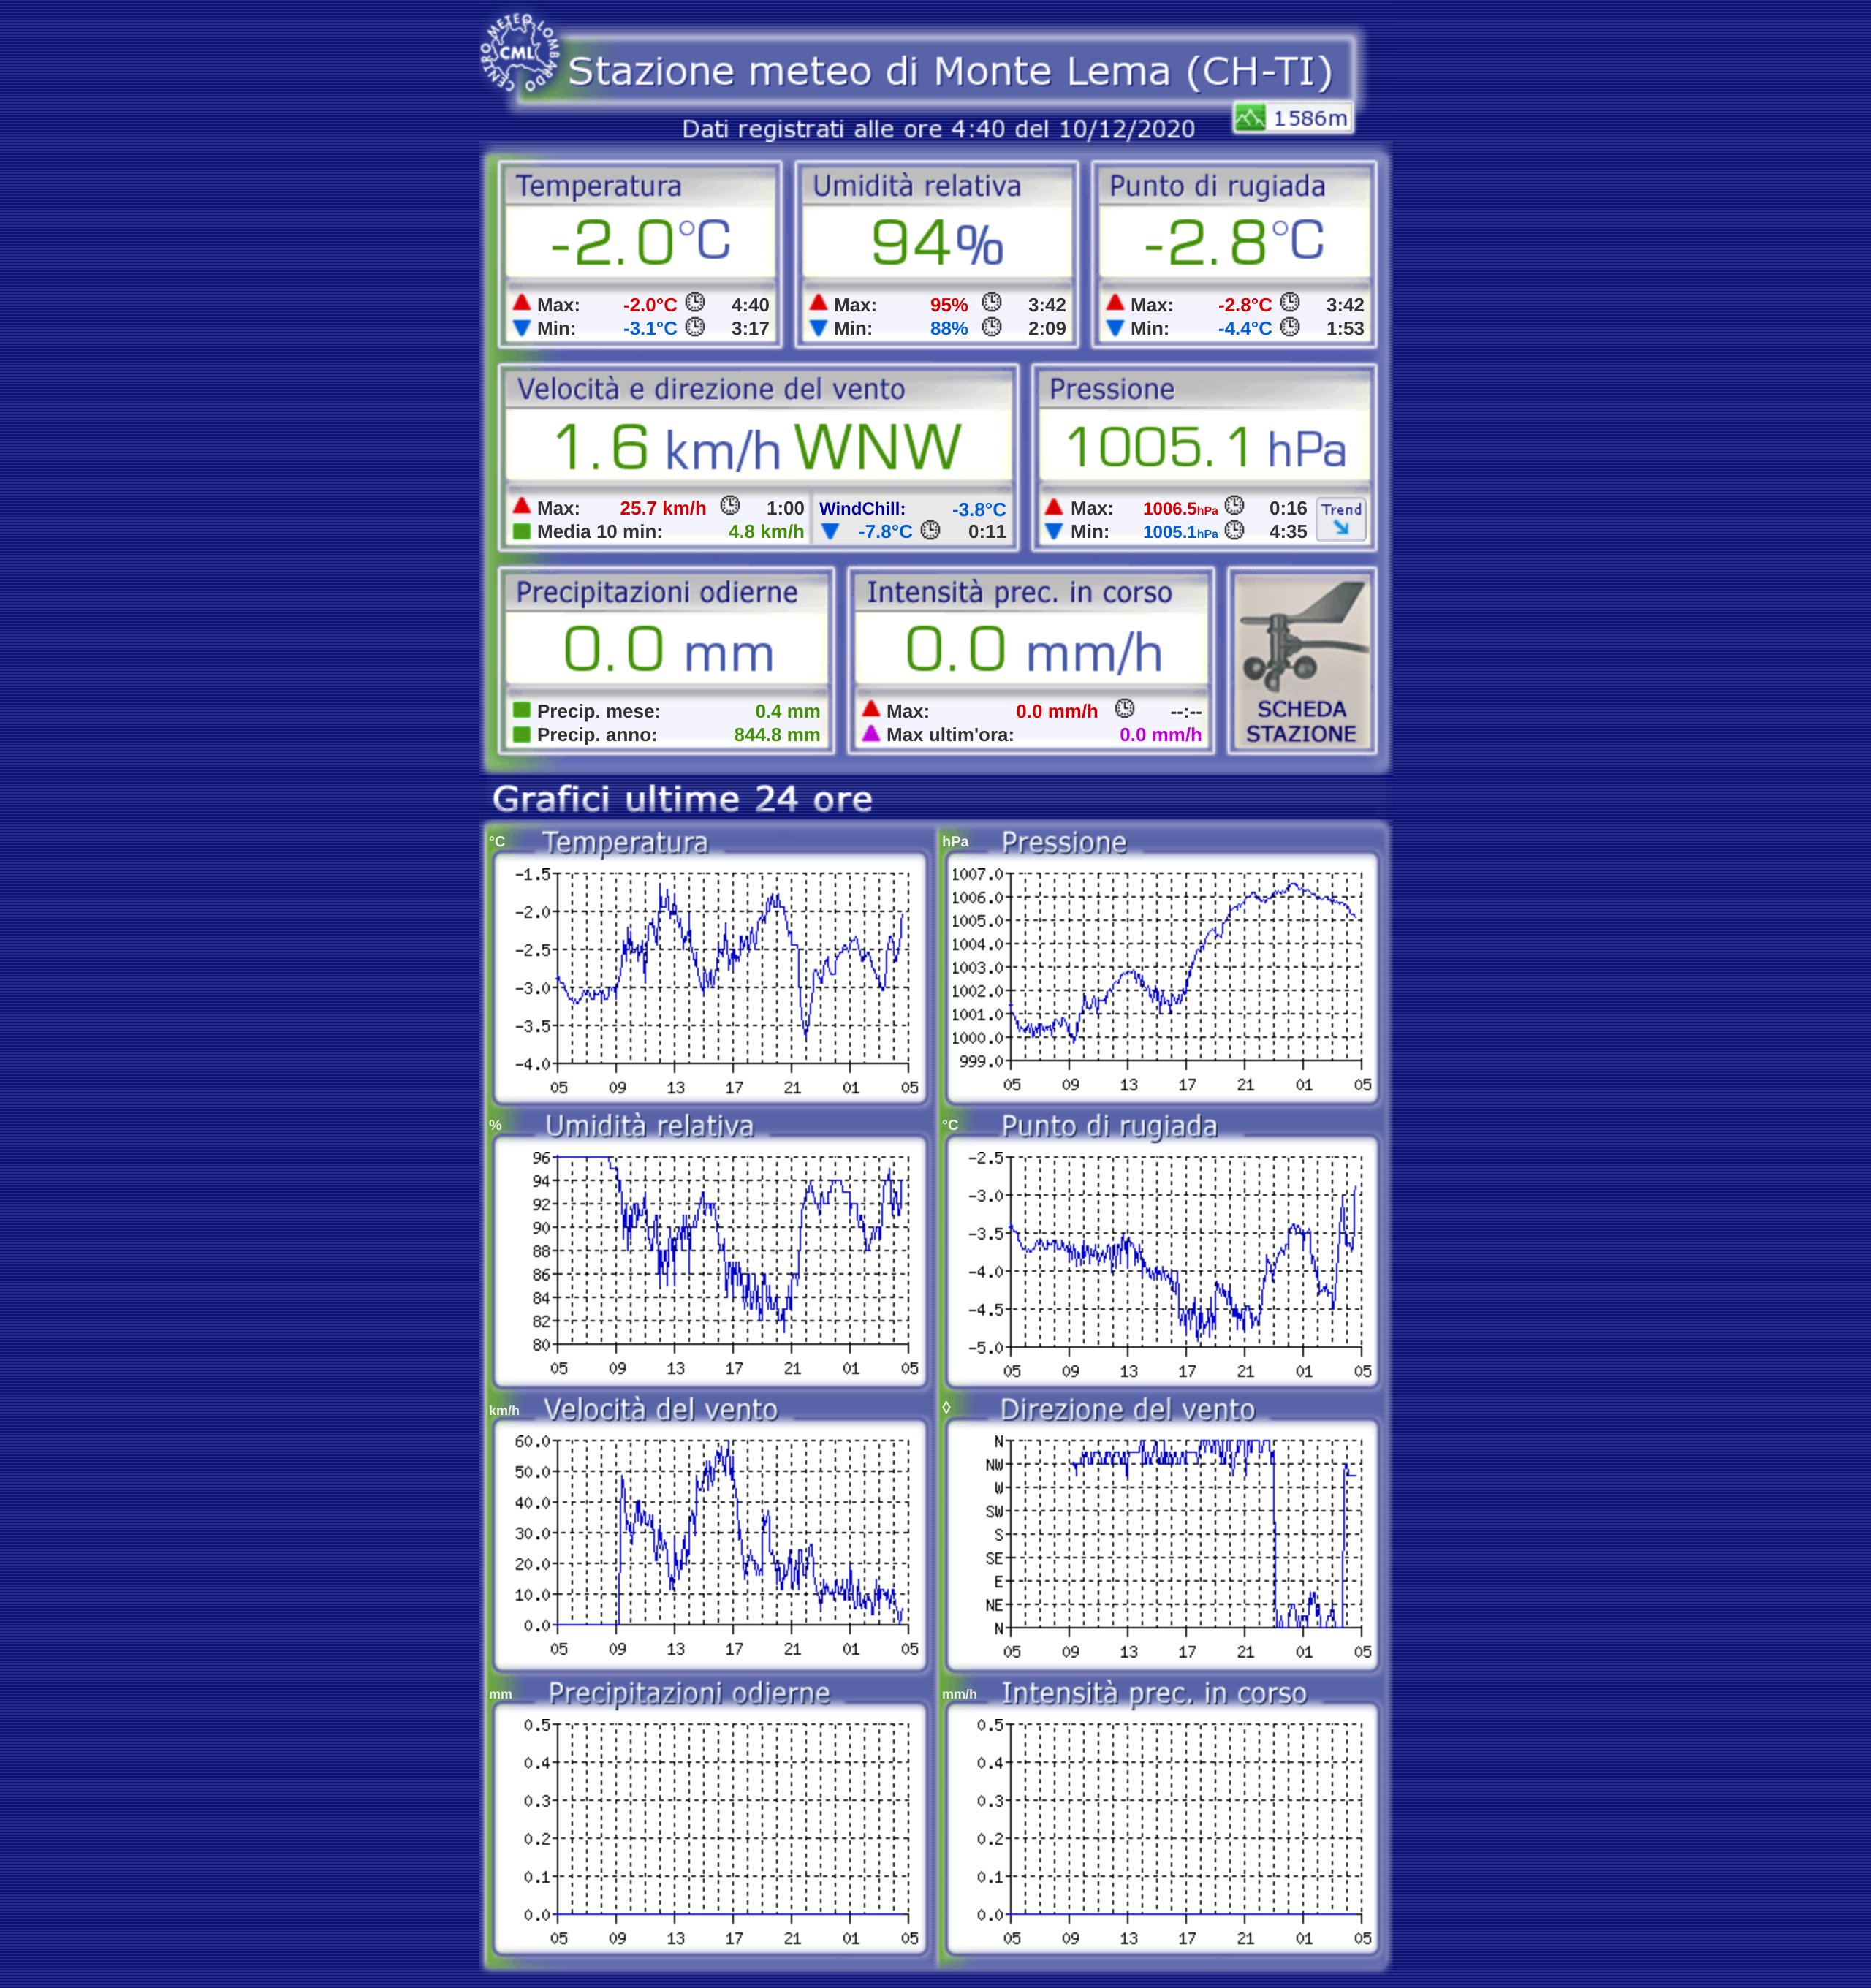 CENTRO METEO LOMBARDO
CML
Stazione meteo di Monte Lema (CH-TI)
1586m
Dati registrati alle ore 4:40 del 10/12/2020
Temperatura
-2.0°C
Max: -2.0°C 4:40
Min: -3.1°C 3:17
Umidità relativa
94%
Max: 95% 3:42
Min: 88% 2:09
Punto di rugiada
-2.8°C
Max: -2.8°C 3:42
Min: -4.4°C 1:53
Velocità e direzione del vento
1.6 km/h WNW
Max: 25.7 km/h 1:00
Media 10 min: 4.8 km/h
WindChill: -3.8°C
-7.8°C 0:11
Pressione
1005.1 hPa
Max: 1006.5hPa 0:16
Min: 1005.1hPa 4:35
Trend
Precipitazioni odierne
0.0 mm
Precip. mese: 0.4 mm
Precip. anno: 844.8 mm
Intensità prec. in corso
0.0 mm/h
Max: 0.0 mm/h --:--
Max ultim'ora: 0.0 mm/h
SCHEDA
STAZIONE
Grafici ultime 24 ore
°C Temperatura
-1.5
-2.0
-2.5
-3.0
-3.5
-4.0
05 09 13 17 21 01 05
hPa Pressione
1007.0
1006.0
1005.0
1004.0
1003.0
1002.0
1001.0
1000.0
999.0
05 09 13 17 21 01 05
% Umidità relativa
96
94
92
90
88
86
84
82
80
05 09 13 17 21 01 05
°C Punto di rugiada
-2.5
-3.0
-3.5
-4.0
-4.5
-5.0
05 09 13 17 21 01 05
km/h Velocità del vento
60.0
50.0
40.0
30.0
20.0
10.0
0.0
05 09 13 17 21 01 05
◊ Direzione del vento
N
NW
W
SW
S
SE
E
NE
N
05 09 13 17 21 01 05
mm Precipitazioni odierne
0.5
0.4
0.3
0.2
0.1
0.0
05 09 13 17 21 01 05
mm/h Intensità prec. in corso
0.5
0.4
0.3
0.2
0.1
0.0
05 09 13 17 21 01 05